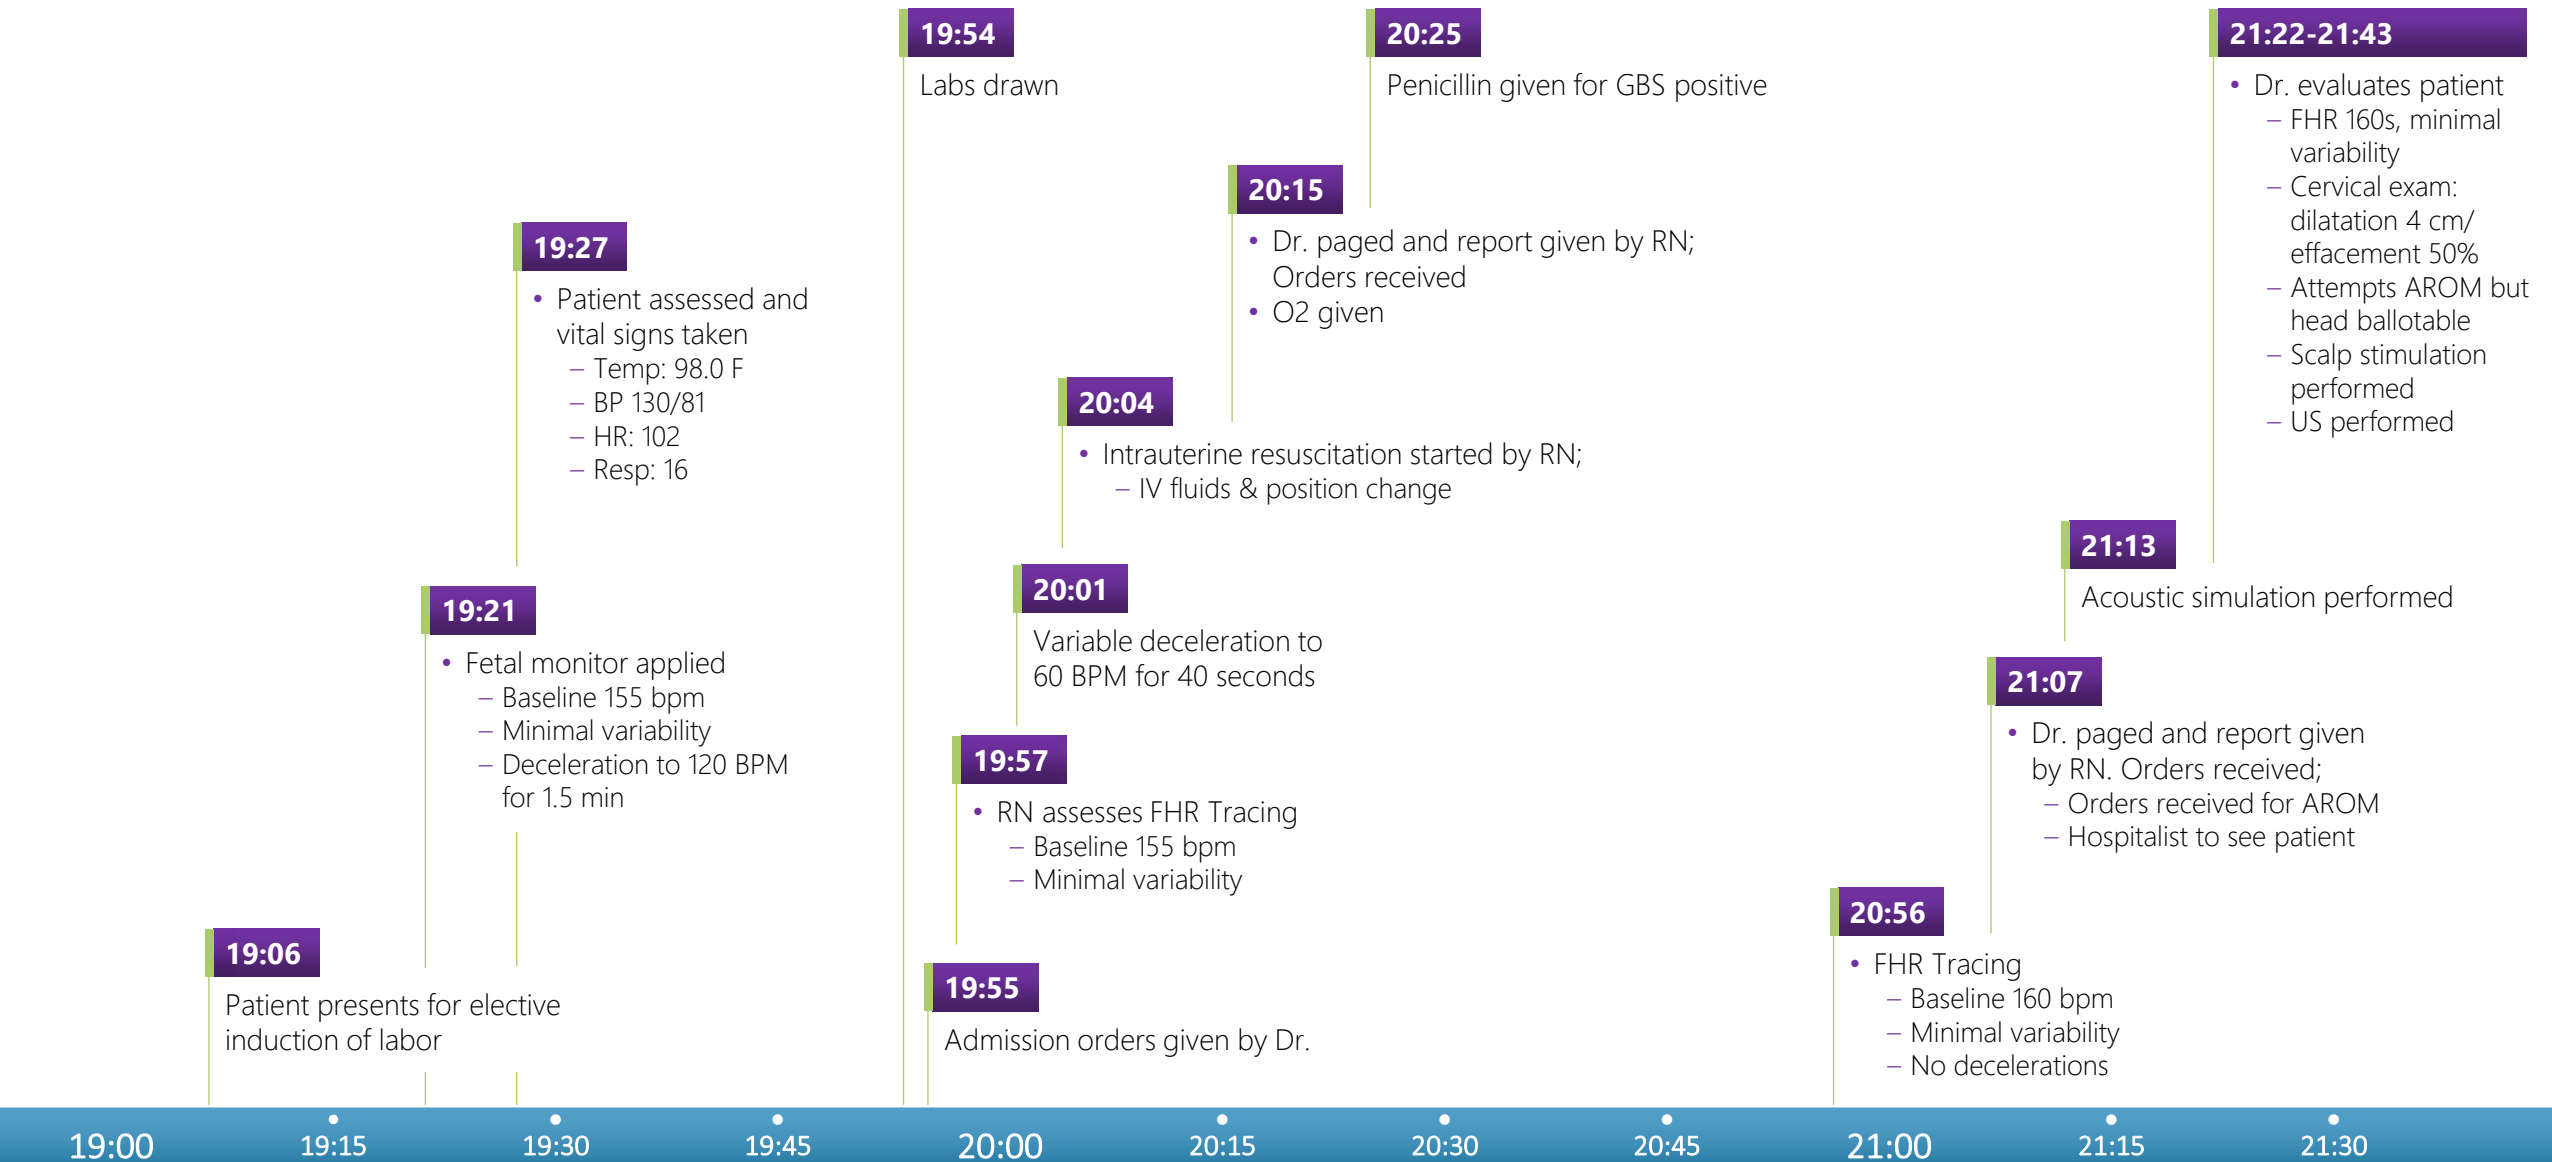 19:06
Patient presents for elective
induction of labor
19:21
• Fetal monitor applied
– Baseline 155 bpm
– Minimal variability
– Deceleration to 120 BPM
for 1.5 min
19:27
• Patient assessed and
vital signs taken
– Temp: 98.0 F
– BP 130/81
– HR: 102
– Resp: 16
19:54
Labs drawn
19:55
Admission orders given by Dr.
19:57
• RN assesses FHR Tracing
– Baseline 155 bpm
– Minimal variability
20:01
Variable deceleration to
60 BPM for 40 seconds
20:04
• Intrauterine resuscitation started by RN;
– IV fluids & position change
20:15
• Dr. paged and report given by RN;
Orders received
• O2 given
20:25
Penicillin given for GBS positive
20:56
• FHR Tracing
– Baseline 160 bpm
– Minimal variability
– No decelerations
21:07
• Dr. paged and report given
by RN. Orders received;
– Orders received for AROM
– Hospitalist to see patient
21:13
Acoustic simulation performed
21:22-21:43
• Dr. evaluates patient
– FHR 160s, minimal
variability
– Cervical exam:
dilatation 4 cm/
effacement 50%
– Attempts AROM but
head ballotable
– Scalp stimulation
performed
– US performed
19:00
19:15
19:30
19:45
20:00
20:15
20:30
20:45
21:00
21:15
21:30